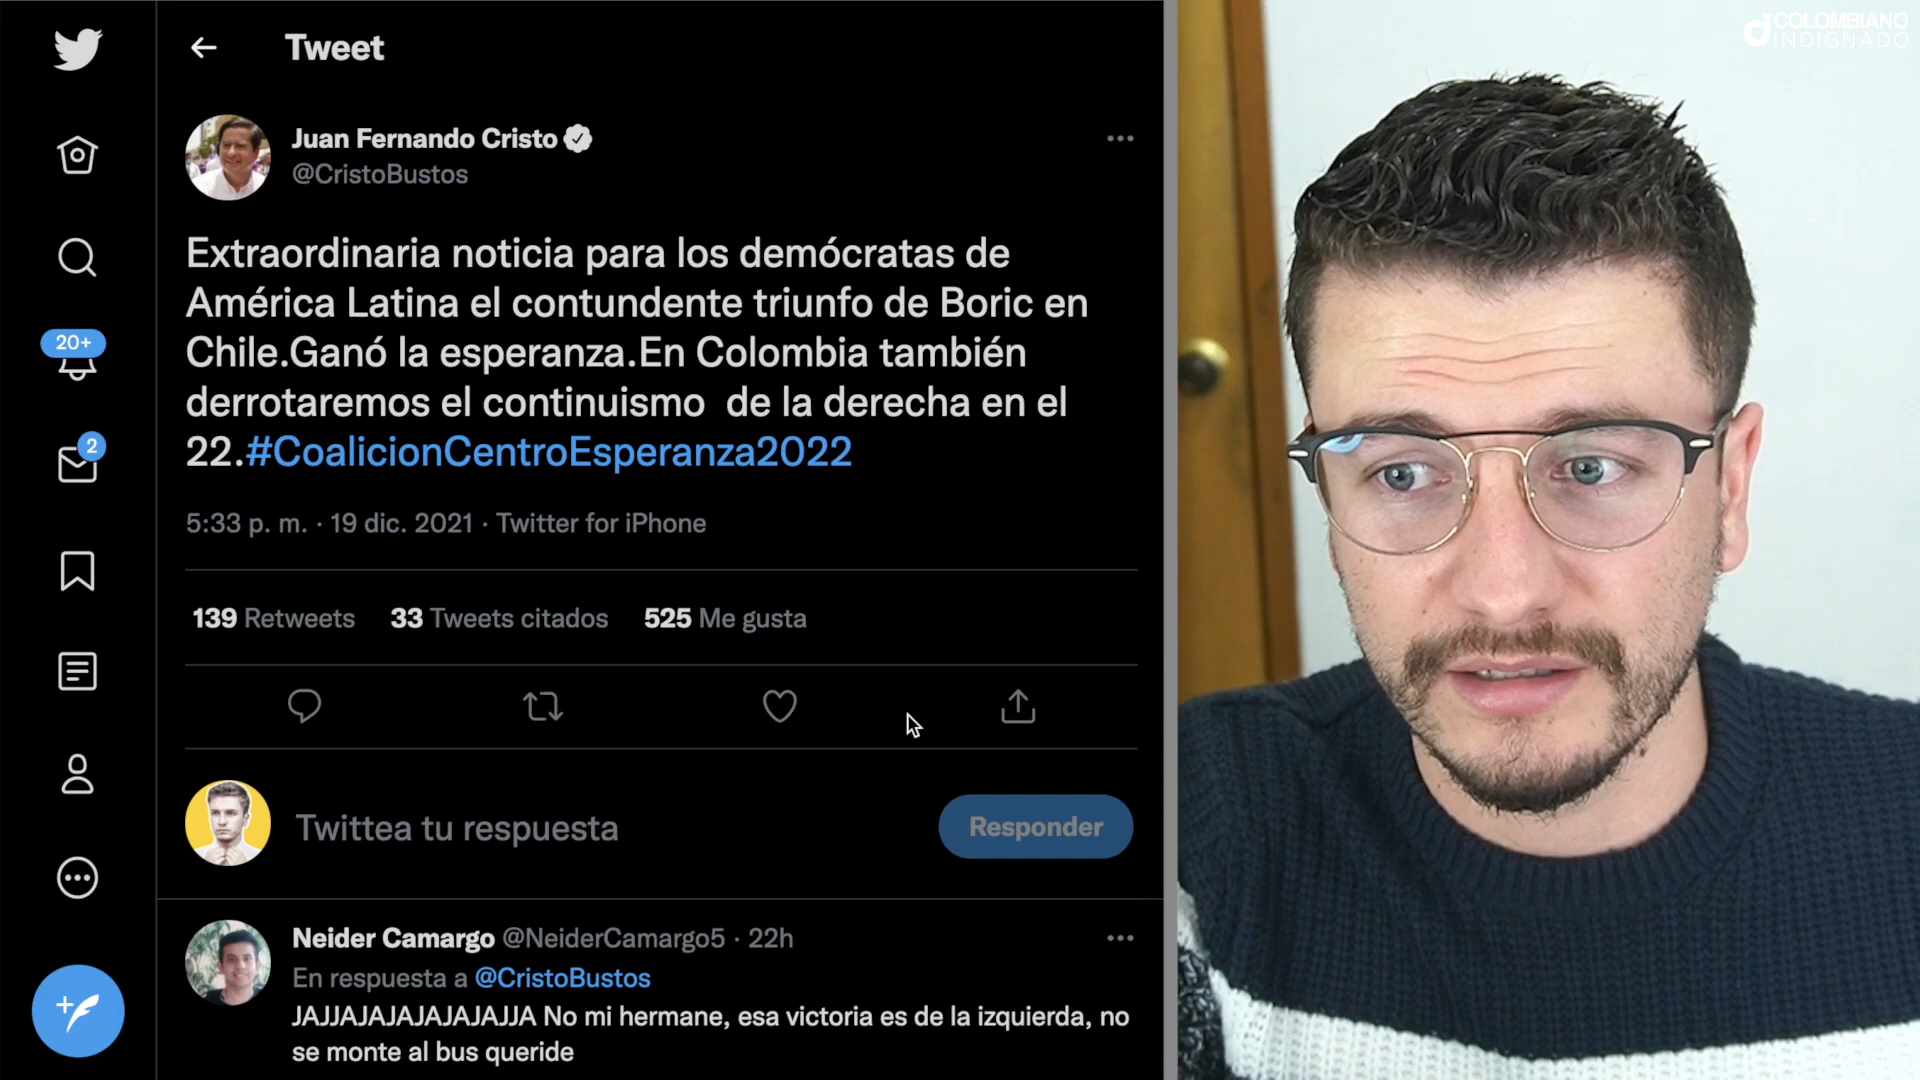 Tweet
COLOMBIANO
INDIGNADO
Juan Fernando Cristo
@CristoBustos
Extraordinaria noticia para los demócratas de
América Latina el contundente triunfo de Boric en
Chile.Ganó la esperanza.En Colombia también
derrotaremos el continuismo  de la derecha en el
22.#CoalicionCentroEsperanza2022
5:33 p. m. · 19 dic. 2021 · Twitter for iPhone
139 Retweets 33 Tweets citados 525 Me gusta
20+
2
Twittea tu respuesta
Responder
Neider Camargo @NeiderCamargo5 · 22h
En respuesta a @CristoBustos
JAJJAJAJAJAJAJAJJA No mi hermane, esa victoria es de la izquierda, no
se monte al bus queride